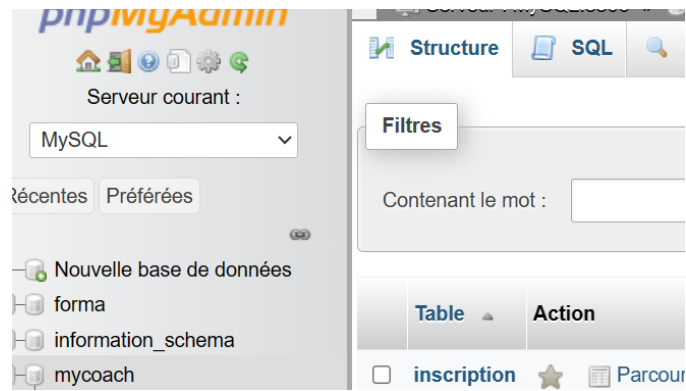 phpMyAdmin
Serveur courant :
MySQL
Récentes Préférées
Nouvelle base de données
forma
information_schema
mycoach
Structure SQL
Filtres
Contenant le mot :
Table Action
inscription Parcour